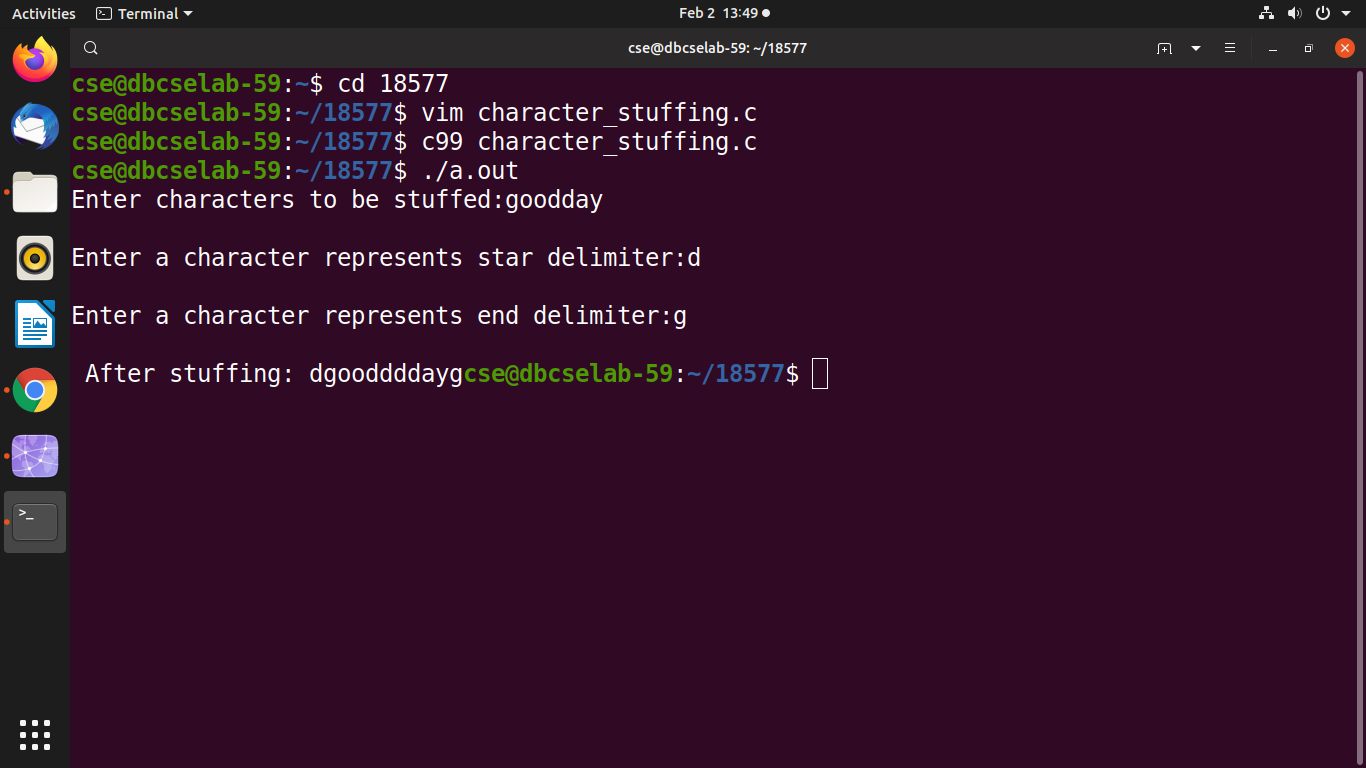 Activities Terminal Feb 2 13:49
cse@dbcselab-59: ~/18577
cse@dbcselab-59:~$ cd 18577
cse@dbcselab-59:~/18577$ vim character_stuffing.c
cse@dbcselab-59:~/18577$ c99 character_stuffing.c
cse@dbcselab-59:~/18577$ ./a.out
Enter characters to be stuffed:goodday
Enter a character represents star delimiter:d
Enter a character represents end delimiter:g
After stuffing: dgooddddaygcse@dbcselab-59:~/18577$